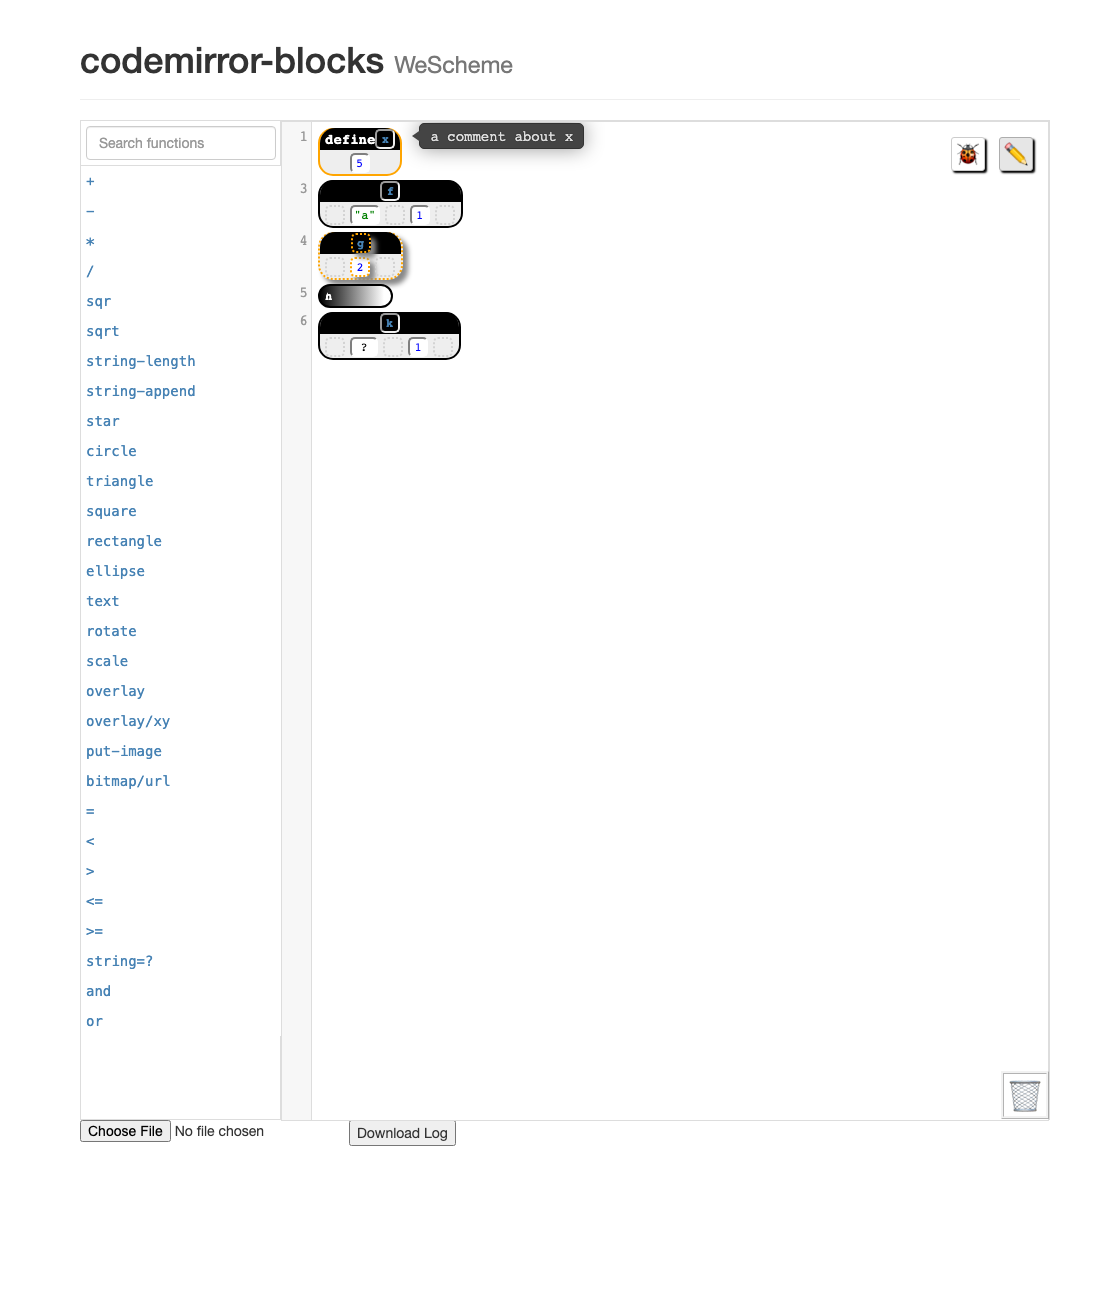 codemirror-blocks WeScheme
Search functions
+
-
*
/
sqr
sqrt
string-length
string-append
star
circle
triangle
square
rectangle
ellipse
text
rotate
scale
overlay
overlay/xy
put-image
bitmap/url
=
<
>
<=
>=
string=?
and
or
1 define x a comment about x
5
3 f
"a" 1
4 g
2
5
6 k
? 1
Choose File No file chosen Download Log